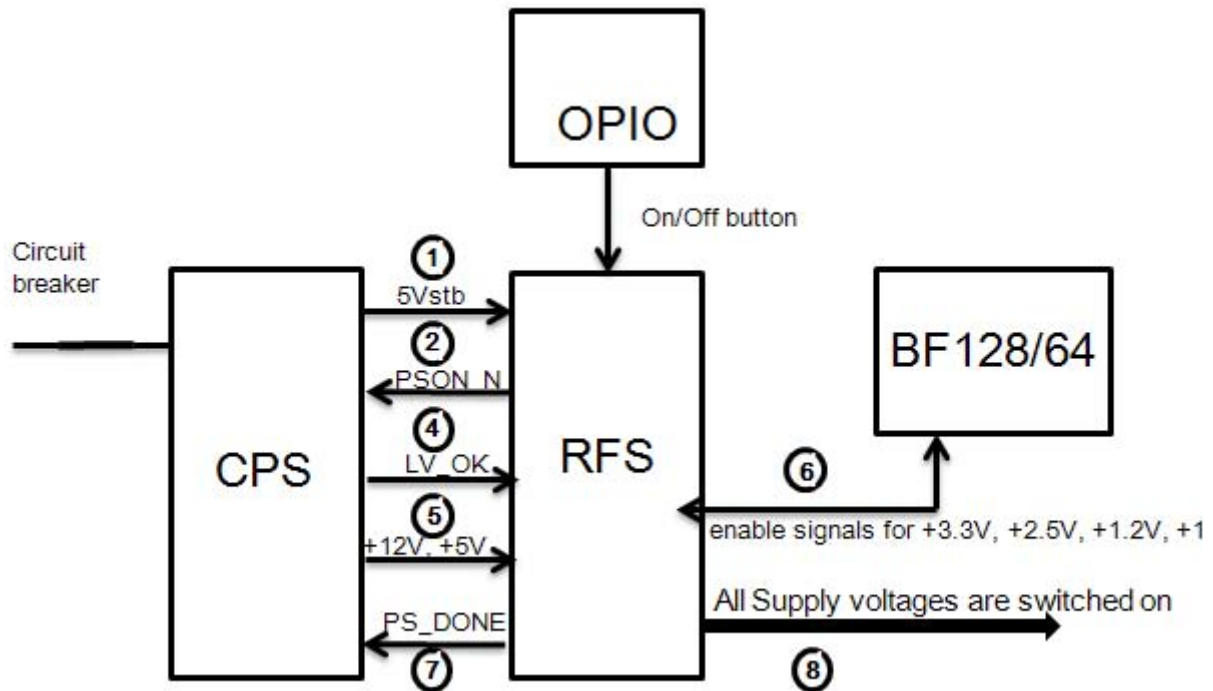 OPIO
On/Off button
Circuit
breaker
1
5Vstb
2
PSON_N
4
LV_OK
5
+12V, +5V
PS_DONE
7
CPS
RFS
BF128/64
6
enable signals for +3.3V, +2.5V, +1.2V, +1
All Supply voltages are switched on
8